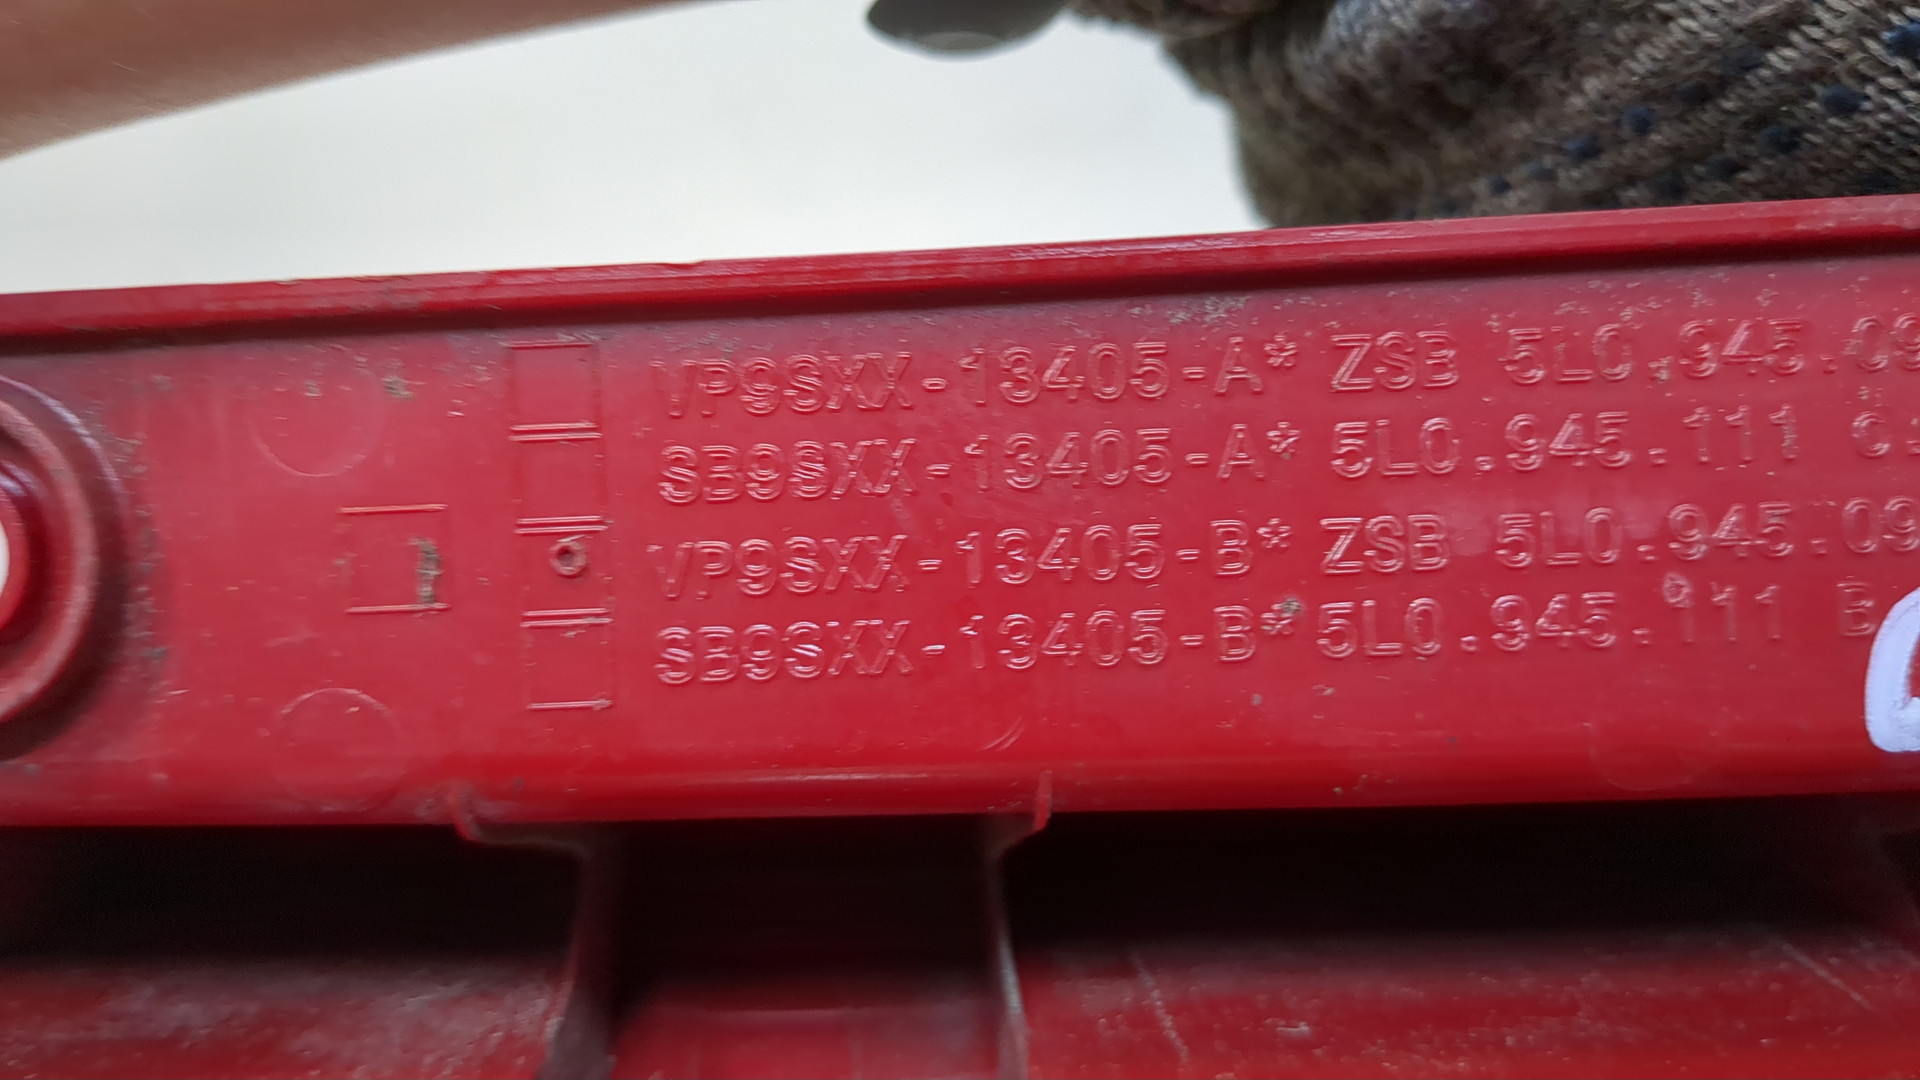 VP9SXX-13405-A* ZSB 5L0.945.09
SB9SXX-13405-A* 5L0.945.111
VP9SXX-13405-B* ZSB 5L0.945.09
SB9SXX-13405-B* 5L0.945.111 B